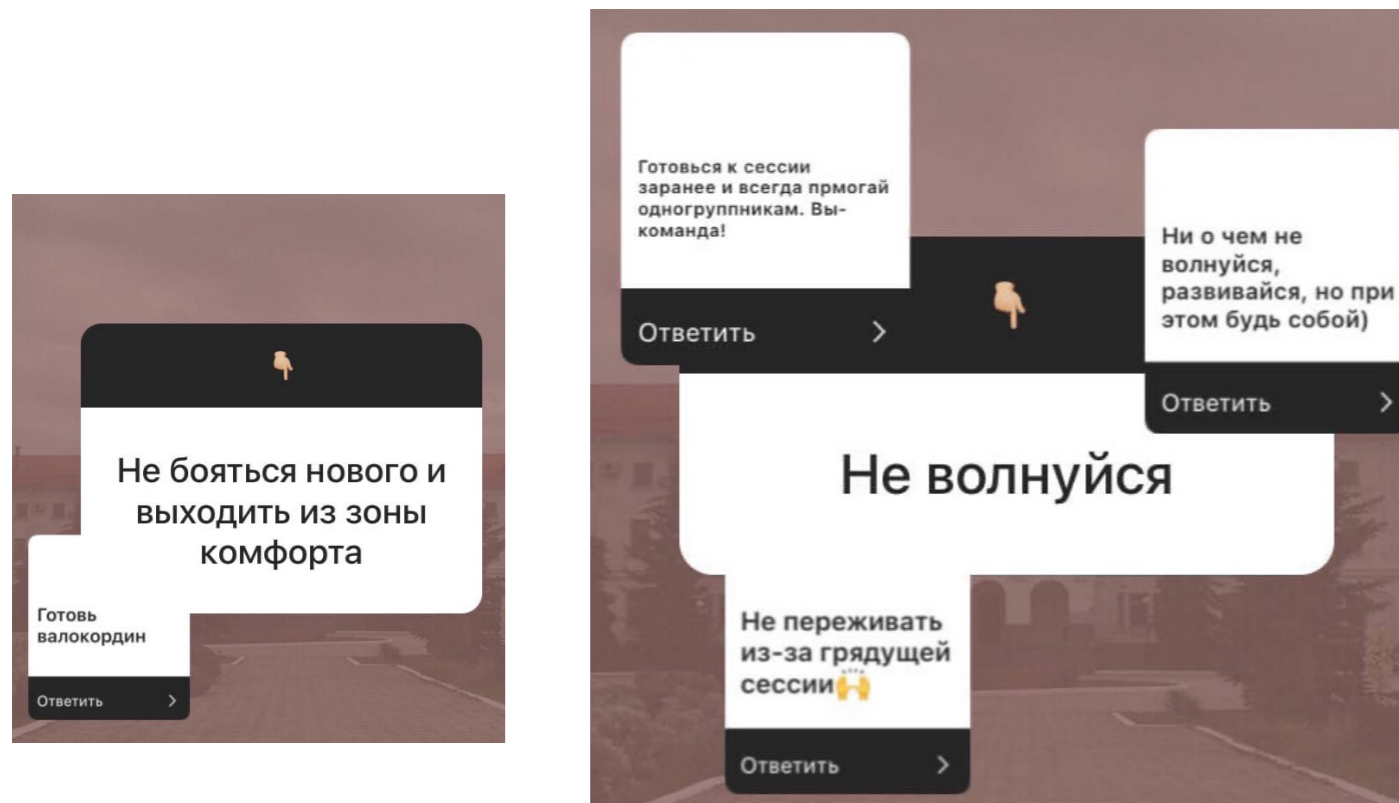 👇🏼
Не бояться нового и
выходить из зоны
комфорта
Готовь
валокордин
Ответить >
Готовься к сессии
заранее и всегда прмогай
одногруппникам. Вы-
команда!
Ответить >
👇🏼
Ни о чем не
волнуйся,
развивайся, но при
этом будь собой)
Ответить >
Не волнуйся
Не переживать
из-за грядущей
сессии🙌
Ответить >